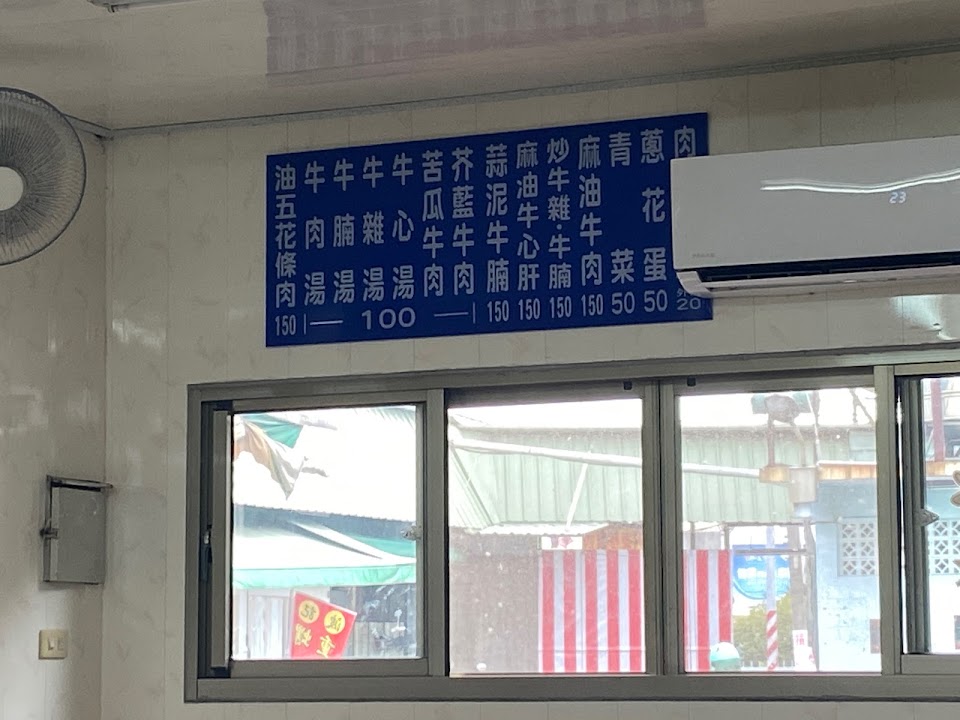 肉
蔥花蛋 50
青菜 50
麻油牛肉 150
炒牛雜·牛腩 150
麻油牛心肝 150
蒜泥牛腩 150
芥藍牛肉
苦瓜牛肉
牛心湯
牛雜湯
牛腩湯
牛肉湯
100
油五花條肉 150
20
23